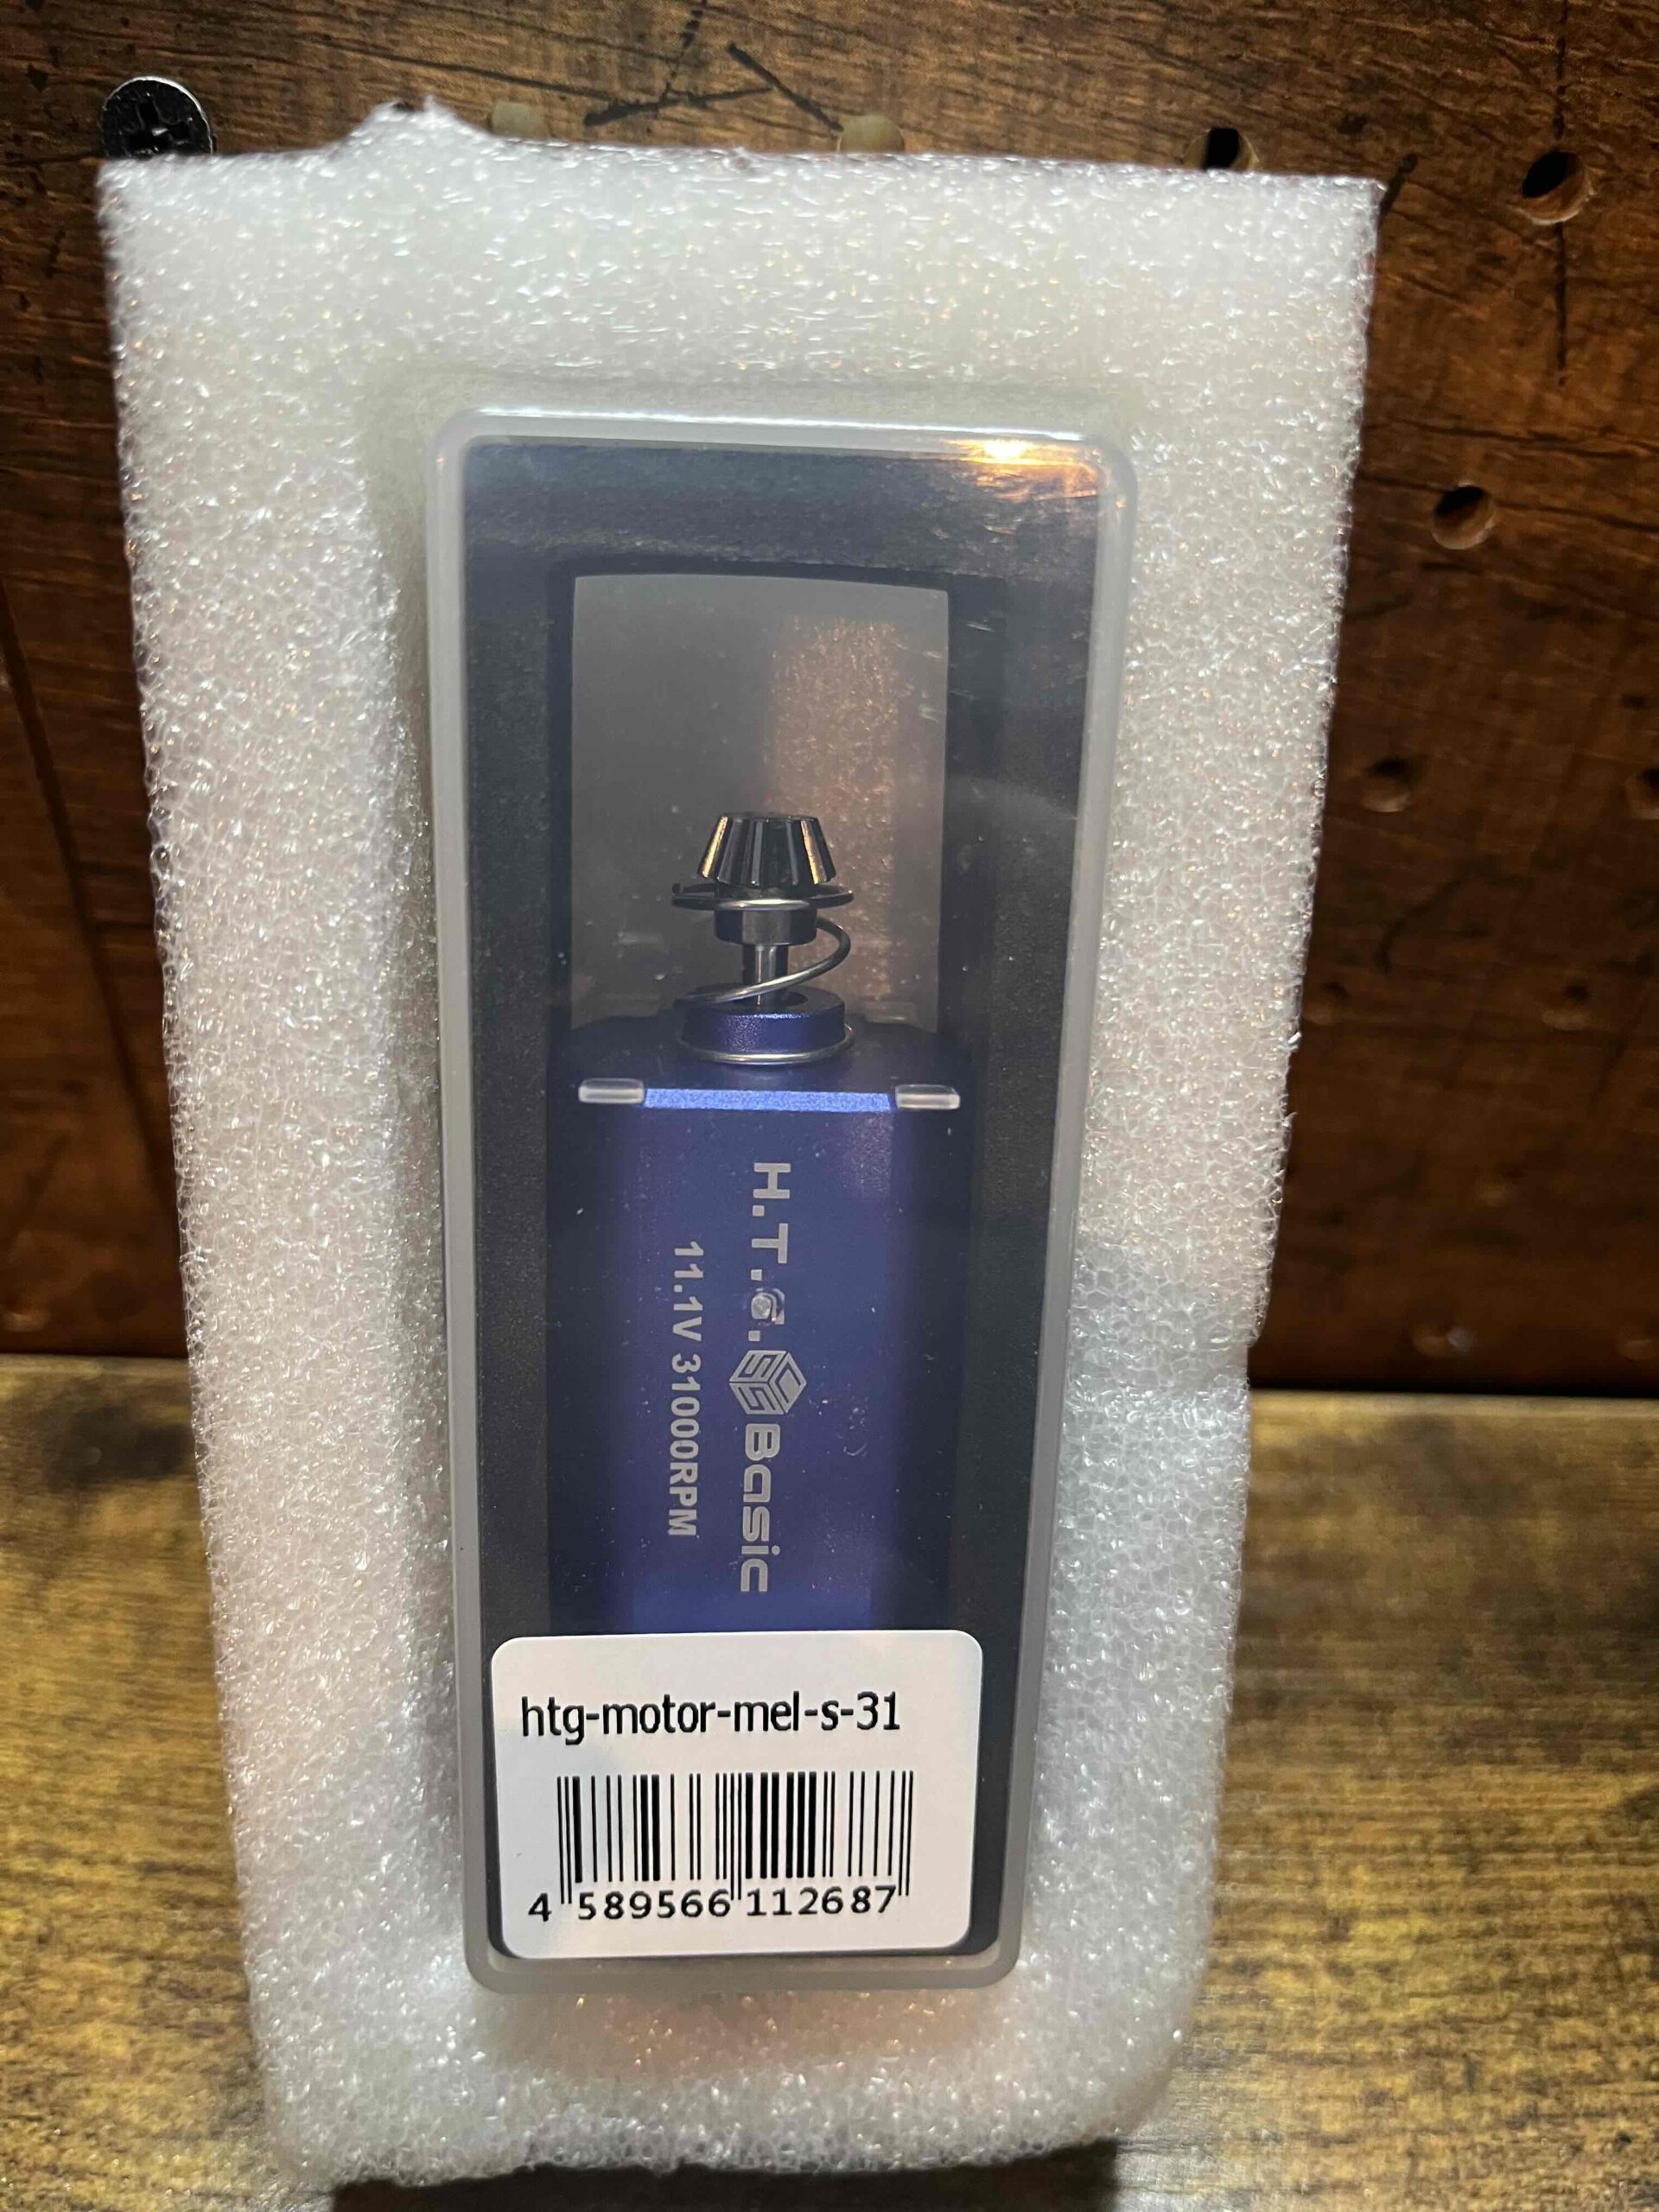 H.T.G. Basic
11.1V 31000RPM
htg-motor-mel-s-31
4 589566 112687